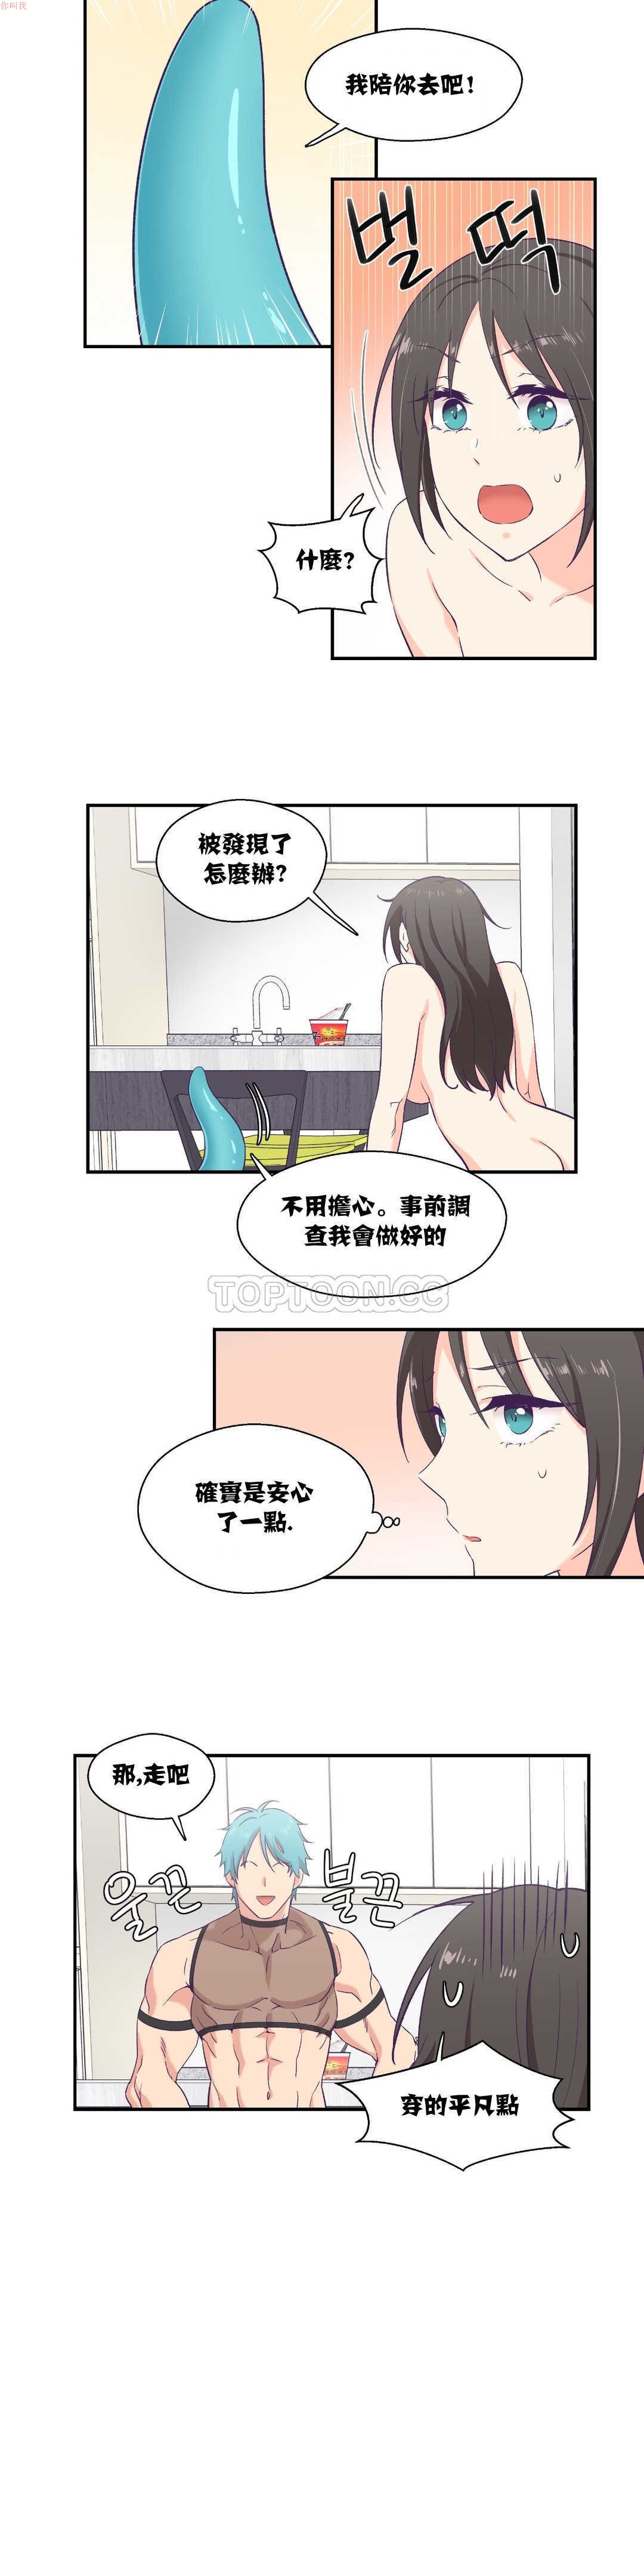 你叫我
我陪你去吧!
벌떡
什麼?
被發現了
怎麼辦?
不用擔心。事前調
查我會做好的
TOPTOON.CC
確實是安心
了一點.
那,走吧
울끈
불끈
穿的平凡點